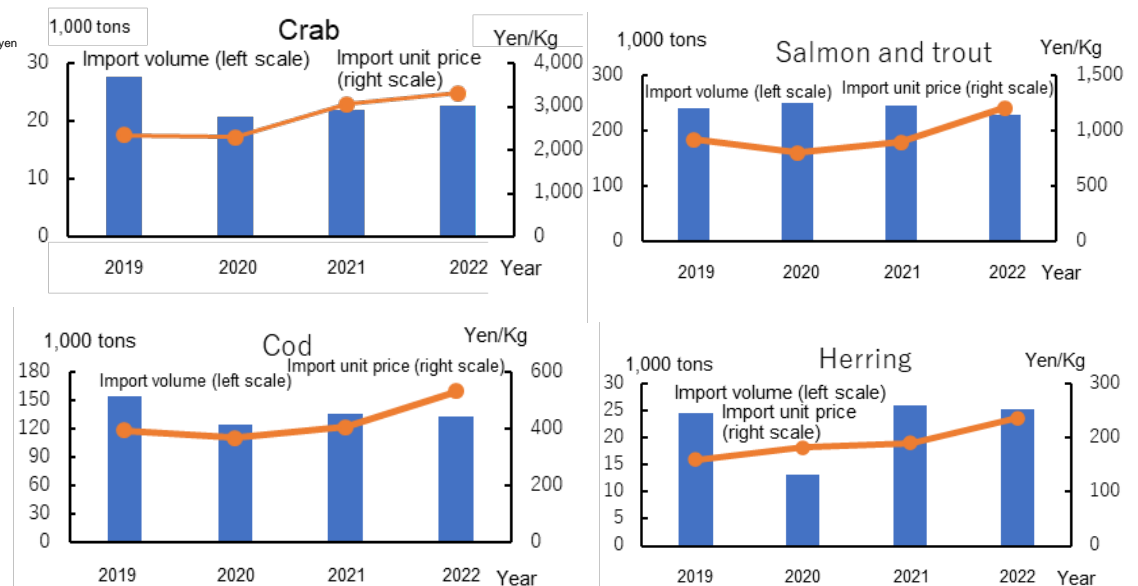 yen
1,000 tons
Crab
Yen/Kg
Import volume (left scale)
Import unit price
(right scale)
30
20
10
0
4,000
3,000
2,000
1,000
0
2019
2020
2021
2022
Year
1,000 tons
Salmon and trout
Yen/Kg
Import volume (left scale)
Import unit price (right scale)
300
200
100
0
1,500
1,000
500
0
2019
2020
2021
2022
Year
1,000 tons
Cod
Yen/Kg
Import volume (left scale)
Import unit price (right scale)
180
150
120
90
60
30
0
600
400
200
0
2019
2020
2021
2022
Year
1,000 tons
Herring
Yen/Kg
Import volume (left scale)
Import unit price
(right scale)
30
25
20
15
10
5
0
300
200
100
0
2019
2020
2021
2022
Year